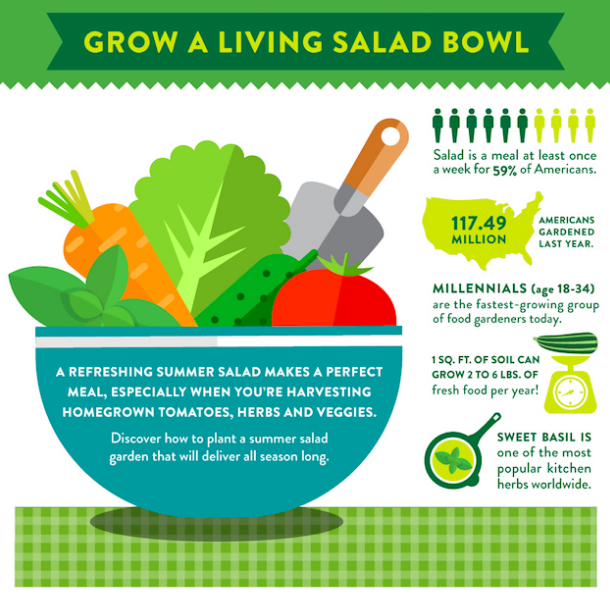 GROW A LIVING SALAD BOWL
Salad is a meal at least once
a week for 59% of Americans.
117.49
MILLION
AMERICANS
GARDENED
LAST YEAR.
MILLENNIALS (age 18-34)
are the fastest-growing group
of food gardeners today.
1 SQ. FT. OF SOIL CAN
GROW 2 TO 6 LBS. OF
fresh food per year!
SWEET BASIL IS
one of the most
popular kitchen
herbs worldwide.
A REFRESHING SUMMER SALAD MAKES A PERFECT
MEAL, ESPECIALLY WHEN YOU'RE HARVESTING
HOMEGROWN TOMATOES, HERBS AND VEGGIES.
Discover how to plant a summer salad
garden that will deliver all season long.